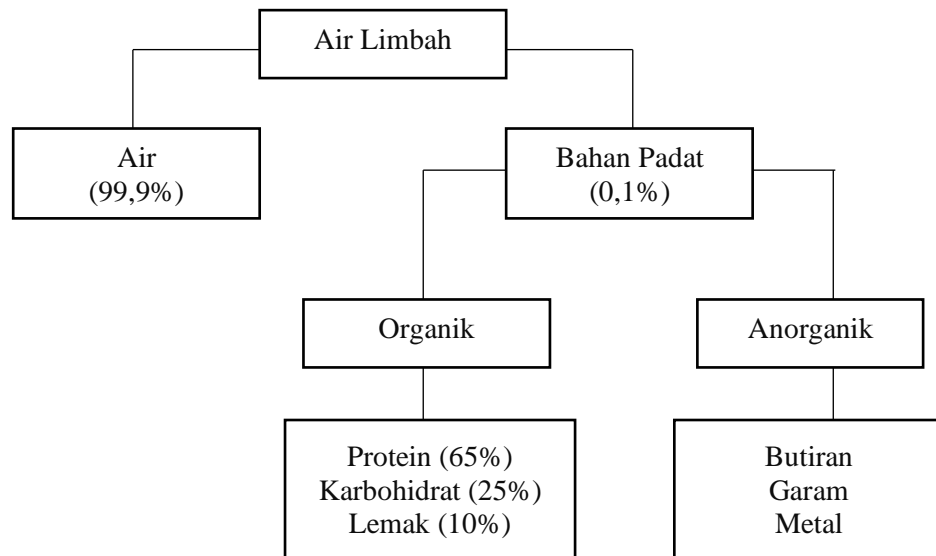 Air Limbah
Air
(99,9%)
Bahan Padat
(0,1%)
Organik
Anorganik
Protein (65%)
Karbohidrat (25%)
Lemak (10%)
Butiran
Garam
Metal